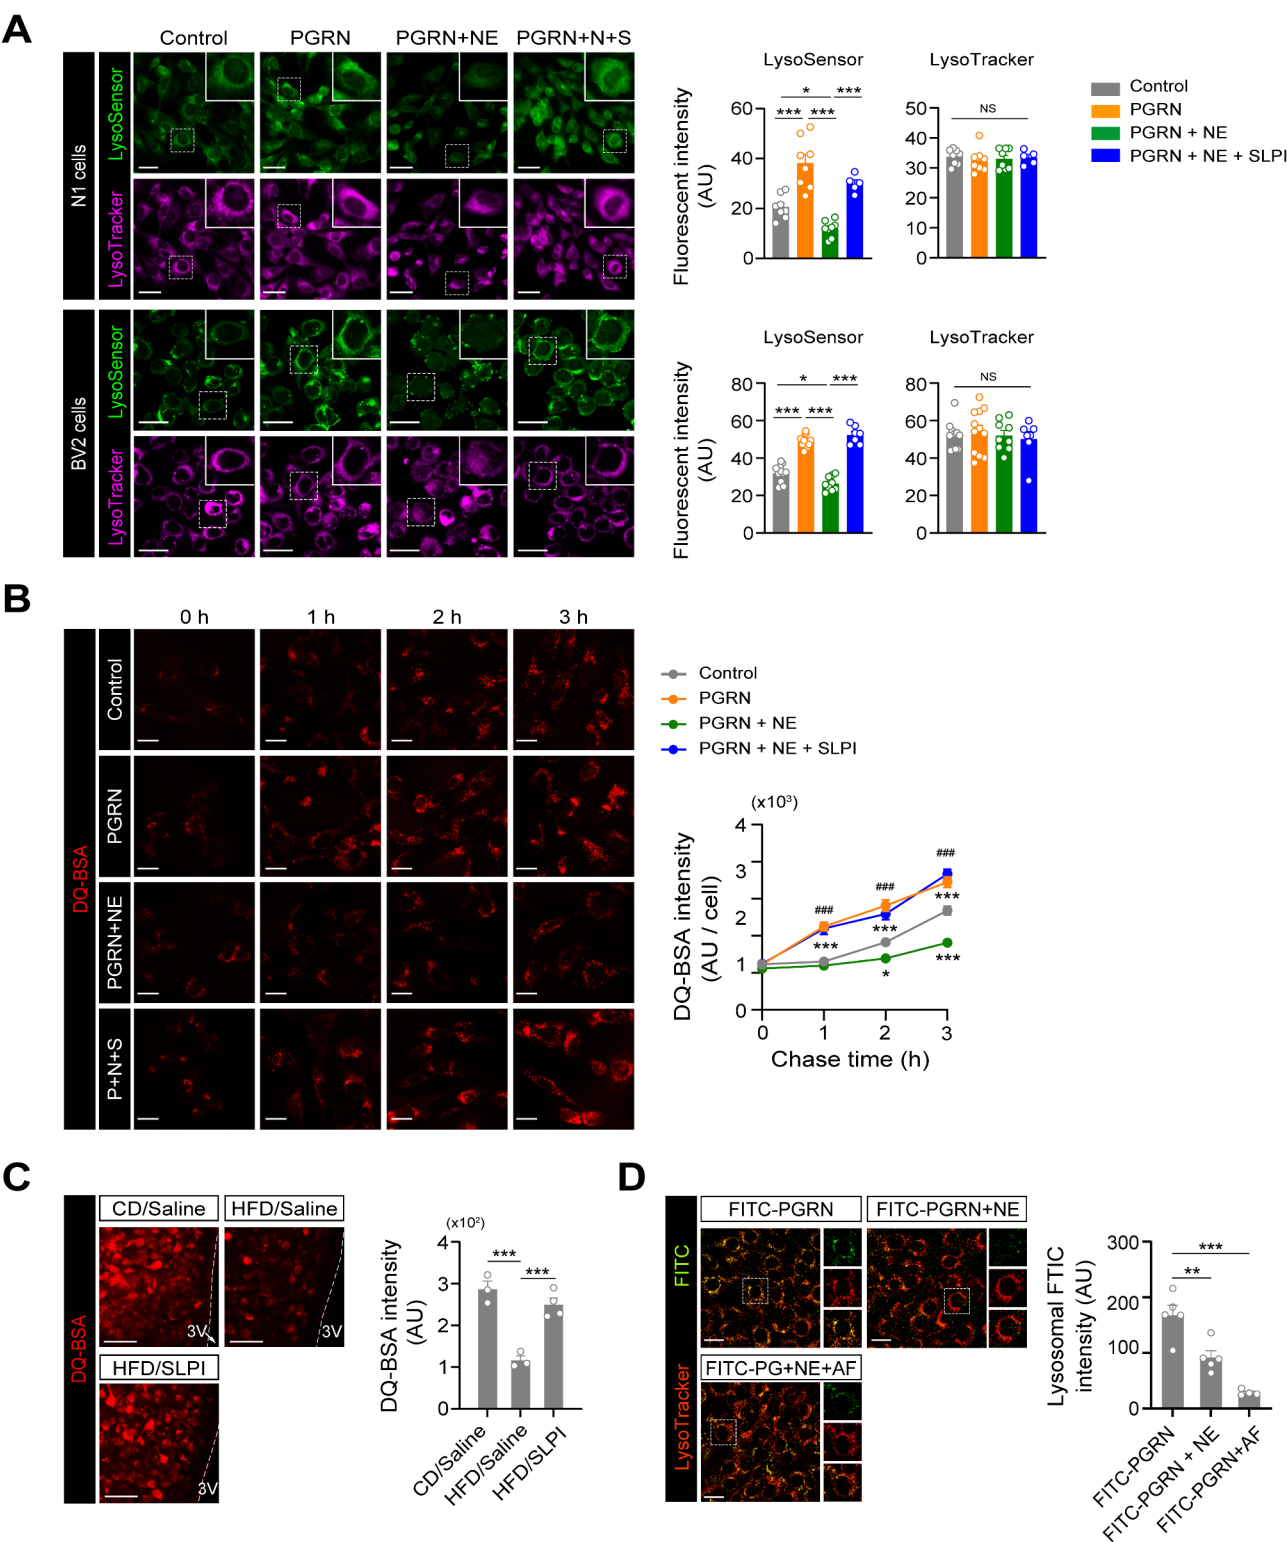 A
Control
PGRN
PGRN+NE
PGRN+N+S
N1 cells
LysoSensor
LysoTracker
BV2 cells
LysoSensor
LysoTracker
LysoSensor
LysoTracker
Fluorescent intensity
(AU)
60
40
20
0
*
***
***
***
50
40
30
20
10
0
NS
Control
PGRN
PGRN + NE
PGRN + NE + SLPI
LysoSensor
LysoTracker
Fluorescent intensity
(AU)
80
60
40
20
0
*
***
***
***
80
60
40
20
0
NS
B
0 h
1 h
2 h
3 h
DQ-BSA
Control
PGRN
PGRN+NE
P+N+S
Control
PGRN
PGRN + NE
PGRN + NE + SLPI
(x10³)
DQ-BSA intensity
(AU / cell)
4
3
2
1
0
###
###
###
***
***
***
*
***
0
1
2
3
Chase time (h)
C
DQ-BSA
CD/Saline
HFD/Saline
3V
3V
HFD/SLPI
3V
(x10²)
DQ-BSA intensity
(AU)
4
3
2
1
0
***
***
CD/Saline
HFD/Saline
HFD/SLPI
D
FITC
LysoTracker
FITC-PGRN
FITC-PGRN+NE
FITC-PG+NE+AF
Lysosomal FTIC
intensity (AU)
300
200
100
0
***
**
FITC-PGRN
FITC-PGRN + NE
FITC-PGRN+AF